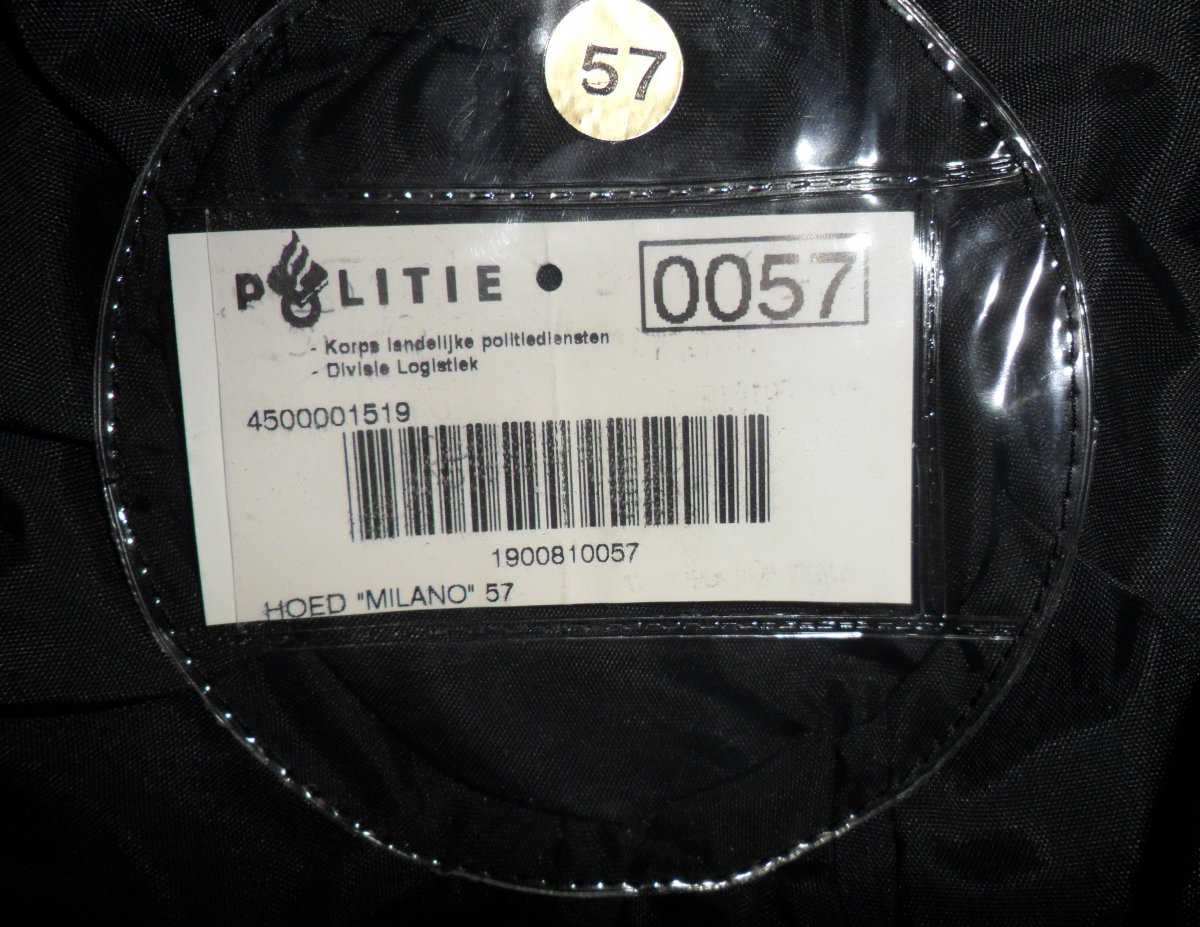 57
POLITIE
0057
- Korps landelijke politiediensten
- Divisie Logistiek
4500001519
1900810057
HOED "MILANO" 57